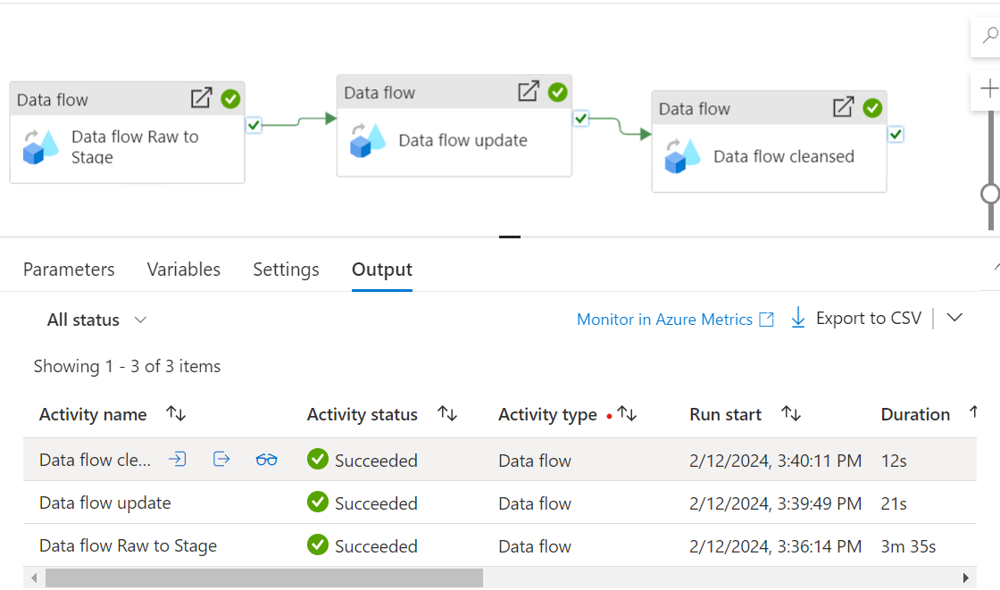 Data flow
Data flow Raw to
Stage
Data flow
Data flow update
Data flow
Data flow cleansed
Parameters Variables Settings Output
All status
Monitor in Azure Metrics Export to CSV
Showing 1 - 3 of 3 items
Activity name Activity status Activity type Run start Duration
Data flow cle... Succeeded Data flow 2/12/2024, 3:40:11 PM 12s
Data flow update Succeeded Data flow 2/12/2024, 3:39:49 PM 21s
Data flow Raw to Stage Succeeded Data flow 2/12/2024, 3:36:14 PM 3m 35s